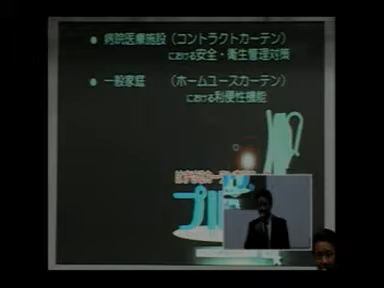 ● 病院医療施設（コントラクトカーテン）
における安全・衛生管理対策
● 一般家庭　（ホームユースカーテン）
における利便性機能
プル